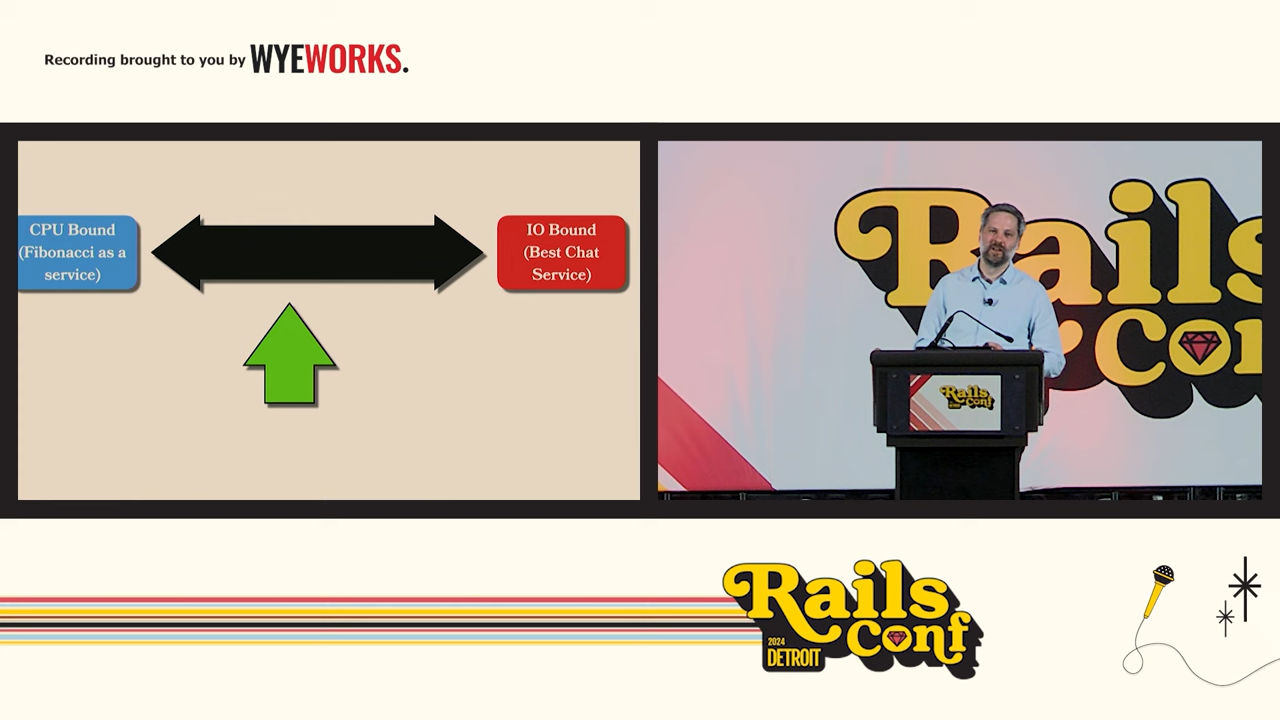 Recording brought to you by WYEWORKS.
CPU Bound
(Fibonacci as a
service)
IO Bound
(Best Chat
Service)
Rails
Con
Rails
Conf
Rails
Conf
2024
DETROIT